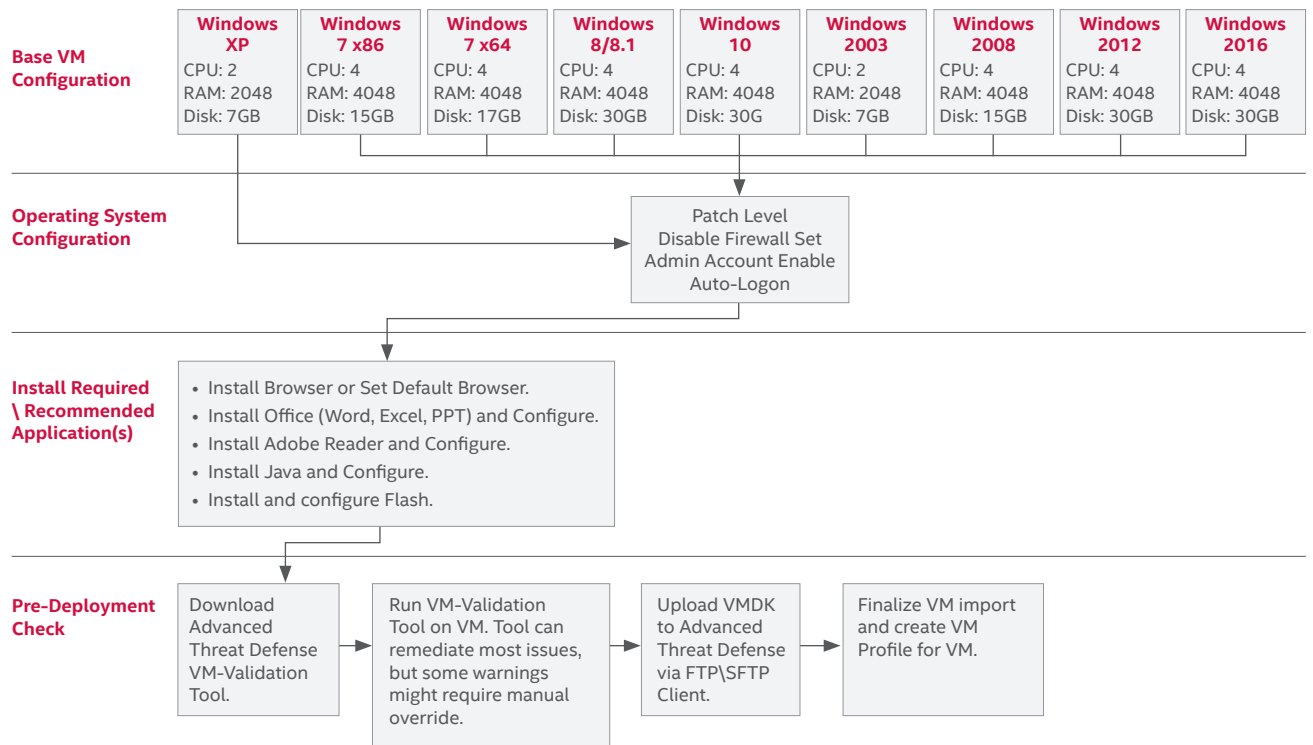 Base VM
Configuration
Windows
XP
CPU: 2
RAM: 2048
Disk: 7GB
Windows
7 x86
CPU: 4
RAM: 4048
Disk: 15GB
Windows
7 x64
CPU: 4
RAM: 4048
Disk: 17GB
Windows
8/8.1
CPU: 4
RAM: 4048
Disk: 30GB
Windows
10
CPU: 4
RAM: 4048
Disk: 30G
Windows
2003
CPU: 2
RAM: 2048
Disk: 7GB
Windows
2008
CPU: 4
RAM: 4048
Disk: 15GB
Windows
2012
CPU: 4
RAM: 4048
Disk: 30GB
Windows
2016
CPU: 4
RAM: 4048
Disk: 30GB
Operating System
Configuration
Patch Level
Disable Firewall Set
Admin Account Enable
Auto-Logon
Install Required
\ Recommended
Application(s)
• Install Browser or Set Default Browser.
• Install Office (Word, Excel, PPT) and Configure.
• Install Adobe Reader and Configure.
• Install Java and Configure.
• Install and configure Flash.
Pre-Deployment
Check
Download
Advanced
Threat Defense
VM-Validation
Tool.
Run VM-Validation
Tool on VM. Tool can
remediate most issues,
but some warnings
might require manual
override.
Upload VMDK
to Advanced
Threat Defense
via FTP\SFTP
Client.
Finalize VM import
and create VM
Profile for VM.